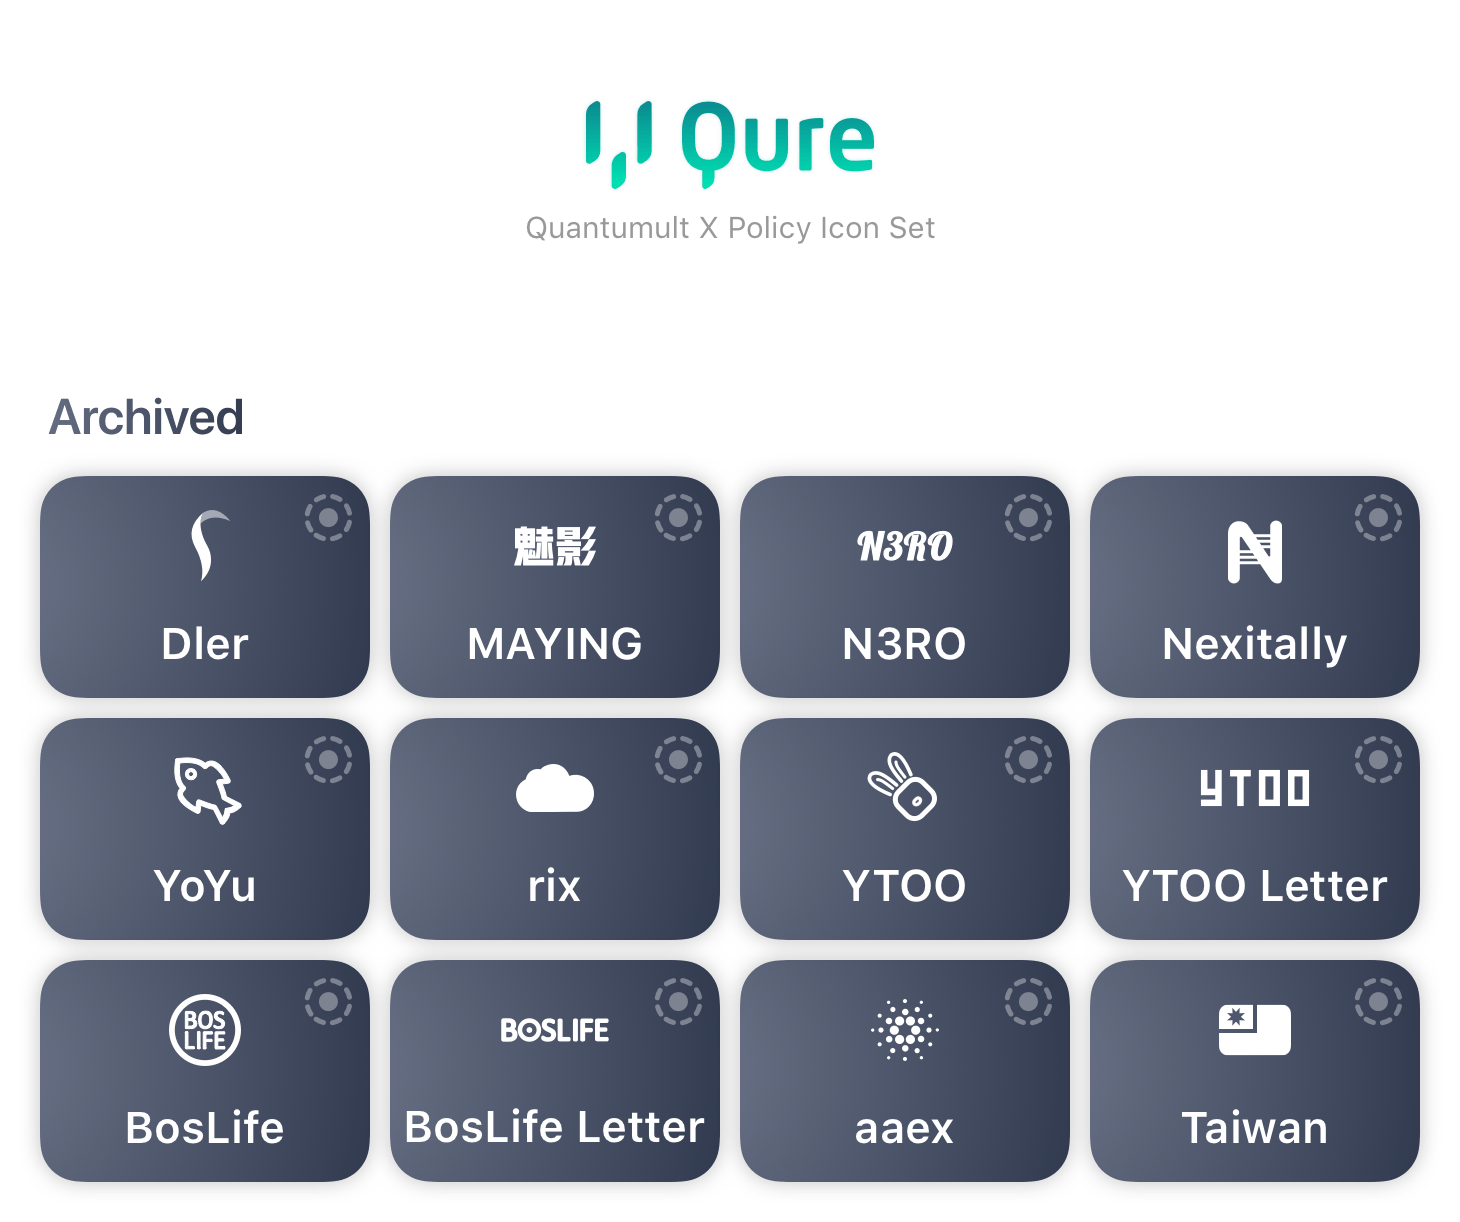 Qure
Quantumult X Policy Icon Set
Archived
Dler
魅影
MAYING
N3RO
N3RO
N
Nexitally
YoYu
rix
YTOO
YTOO
YTOO Letter
BOS
LIFE
BosLife
BOSLIFE
BosLife Letter
aaex
Taiwan